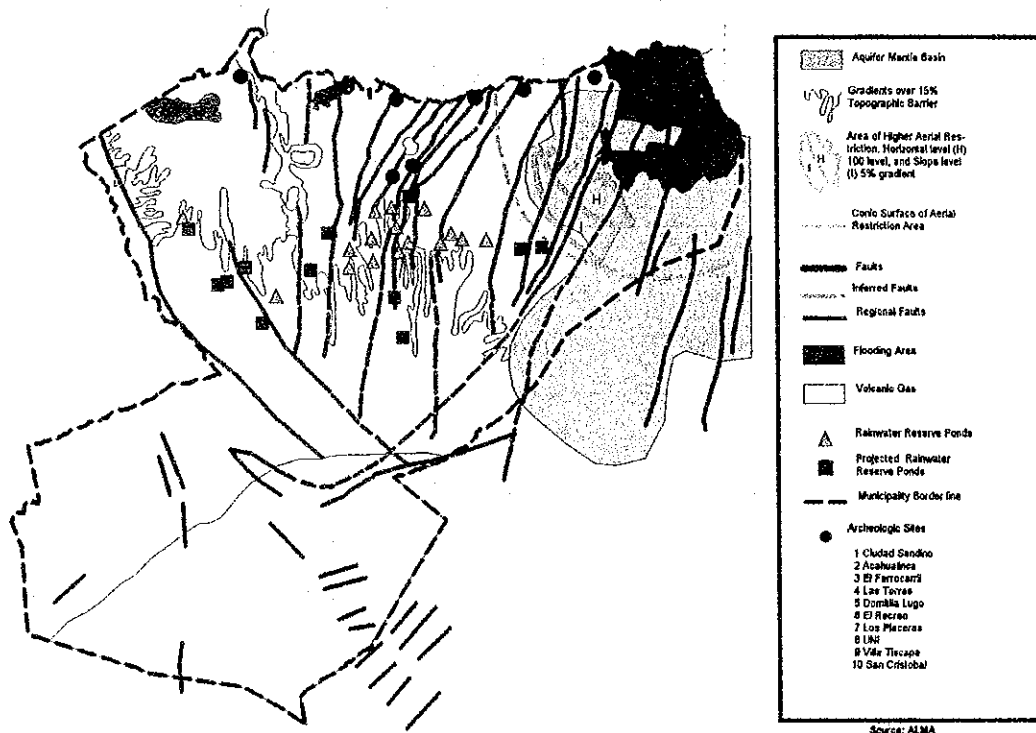 H
Aquifer Mantle Basin
Gradients over 15%
Topographic Barrier
H
Area of Higher Aerial Res-
triction, Horizontal level (H)
100 level, and Slope level
(I) 5% gradient
Conic Surface of Aerial
Restriction Area
Faults
Inferred Faults
Regional Faults
Flooding Area
Volcanic Gas
Rainwater Reserve Ponds
Projected Rainwater
Reserve Ponds
Municipality Border line
Archeologic Sites
1 Ciudad Sandino
2 Acahualinca
3 El Ferrocarril
4 Las Torres
5 Domitila Lugo
6 El Recreo
7 Los Placeres
8 UNI
9 Villa Tiscapa
10 San Cristobal
Source: ALMA